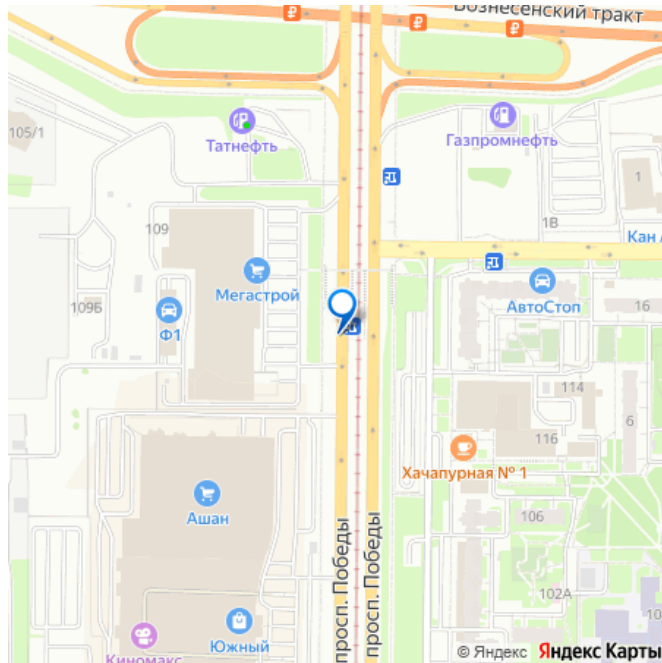 Вознесенский тракт
105/1
Татнефть
Газпромнефть
1
1В
109
Кан
Мегастрой
АвтоСтоп
109Б
Ф1
16
114
6
116
Хачапурная № 1
Ашан
106
просп. Победы
просп. Победы
102А
10
Южный
Киномакс
© Яндекс Яндекс Карты